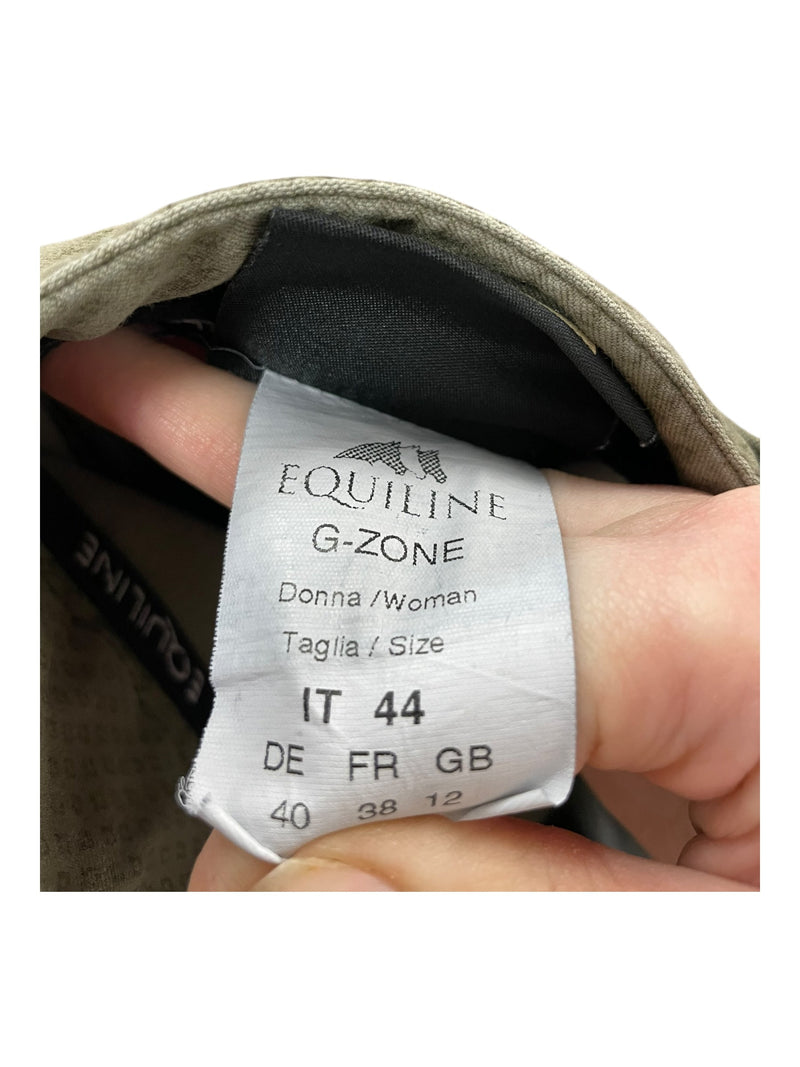 EQUILINE
G-ZONE
Donna /Woman
Taglia / Size
IT 44
DE FR GB
40 38 12
EQUILINE